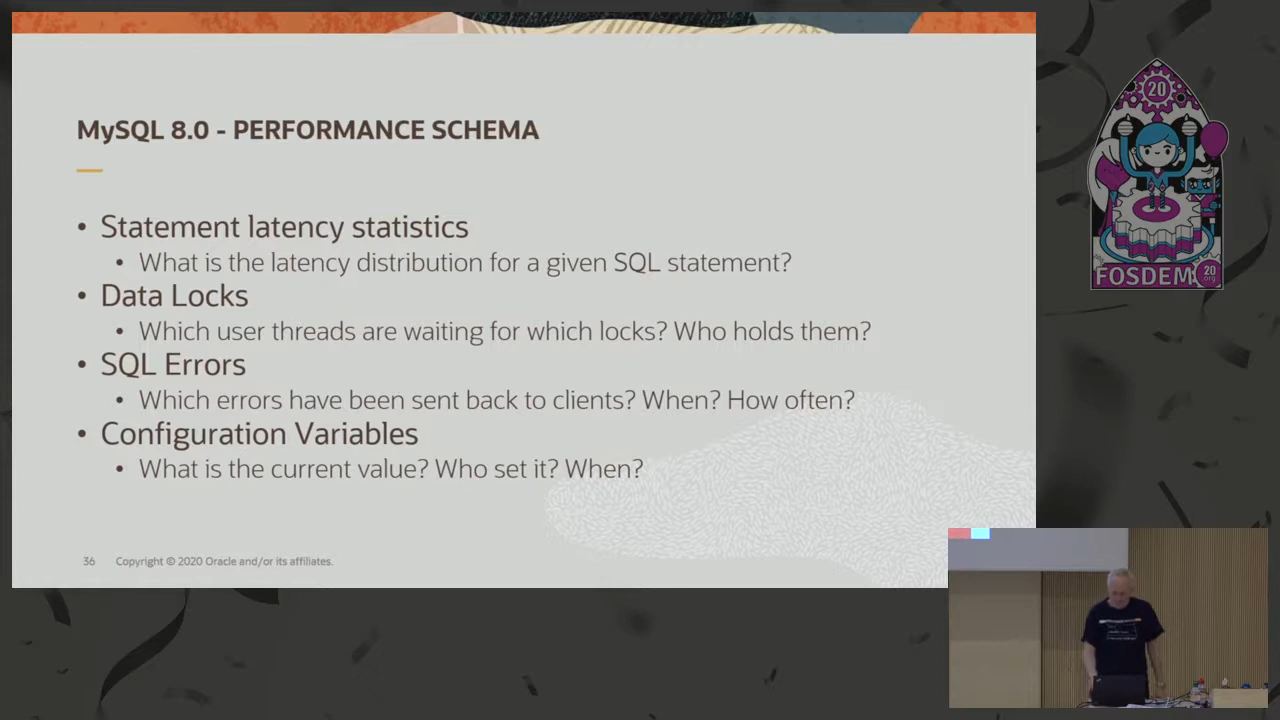 MySQL 8.0 - PERFORMANCE SCHEMA
• Statement latency statistics
• What is the latency distribution for a given SQL statement?
• Data Locks
• Which user threads are waiting for which locks? Who holds them?
• SQL Errors
• Which errors have been sent back to clients? When? How often?
• Configuration Variables
• What is the current value? Who set it? When?
36 Copyright © 2020 Oracle and/or its affiliates.
20
FOSDEM
20
.org